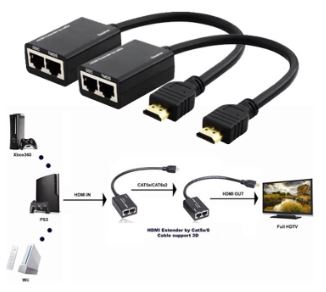 Xbox360
PS3
Wii
HDMI IN
CAT5e/CAT6x2
HDMI OUT
Full HDTV
HDMI Extender by Cat5e/6
Cable support 3D